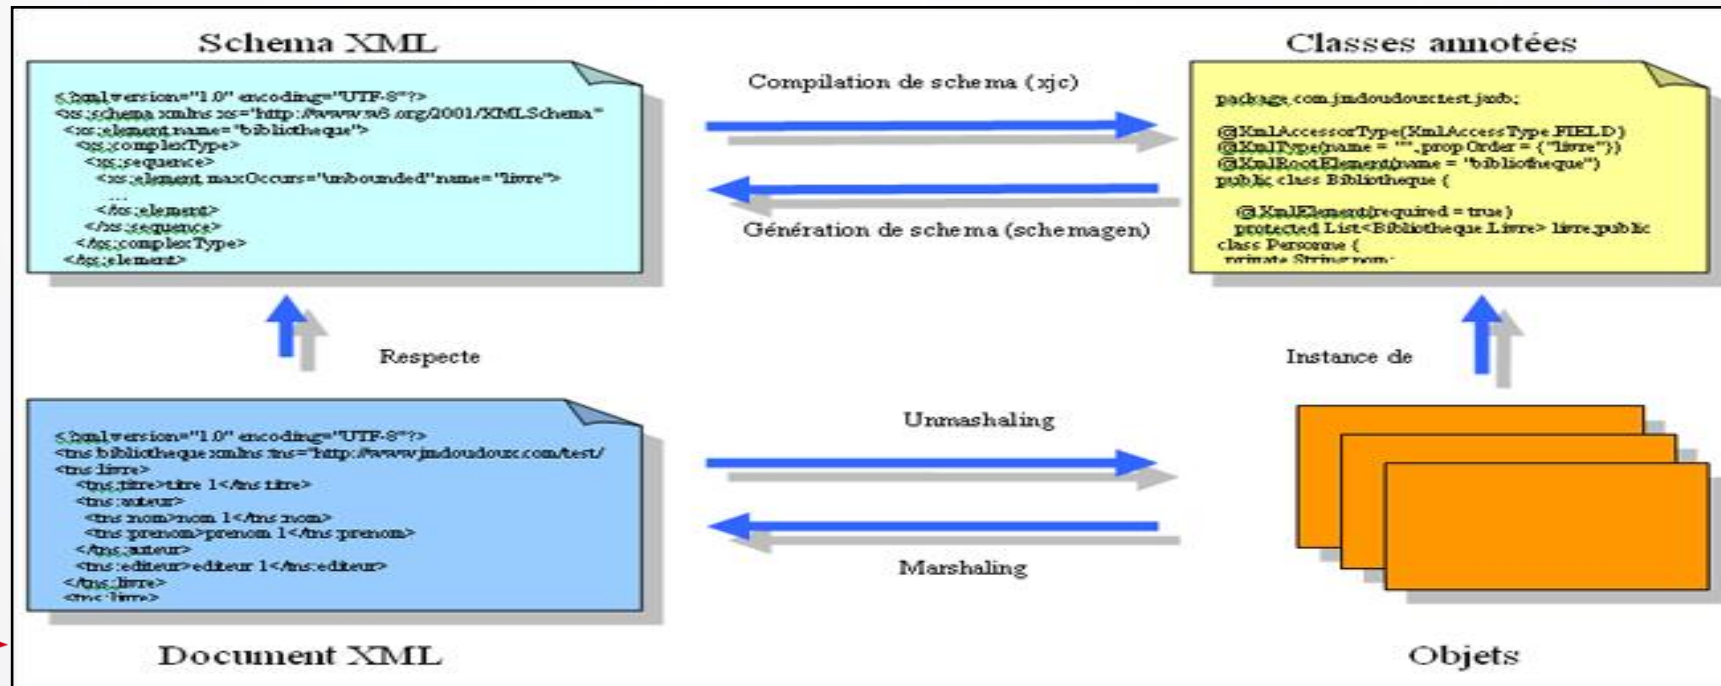 Schema XML
<?xml version="1.0" encoding="UTF-8"?>
<xs:schema xmlns:xs="http://www.w3.org/2001/XMLSchema"
<xs:element name="bibliotheque">
<xs:complexType>
<xs:sequence>
<xs:element maxOccurs="unbounded" name="livre">
...
</xs:element>
</xs:sequence>
</xs:complexType>
</xs:element>
Compilation de schema (xjc)
Génération de schema (schemagen)
Classes annotées
package com.jmdoudoux.test.jaxb;
@XmlAccessorType(XmlAccessType.FIELD)
@XmlType(name = "", propOrder = {"livre"})
@XmlRootElement(name = "bibliotheque")
public class Bibliotheque {
@XmlElement(required = true)
protected List<Bibliotheque.Livre> livre;public
class Personne {
private String nom;
Respecte
Instance de
<?xml version="1.0" encoding="UTF-8"?>
<tns:bibliotheque xmlns:tns="http://www.jmdoudoux.com/test/
<tns:livre>
<tns:titre>titre 1</tns:titre>
<tns:auteur>
<tns:nom>nom 1</tns:nom>
<tns:prenom>prenom 1</tns:prenom>
</tns:auteur>
<tns:editeur>editeur 1</tns:editeur>
</tns:livre>
<tns:livre>
Document XML
Unmashaling
Marshaling
Objets